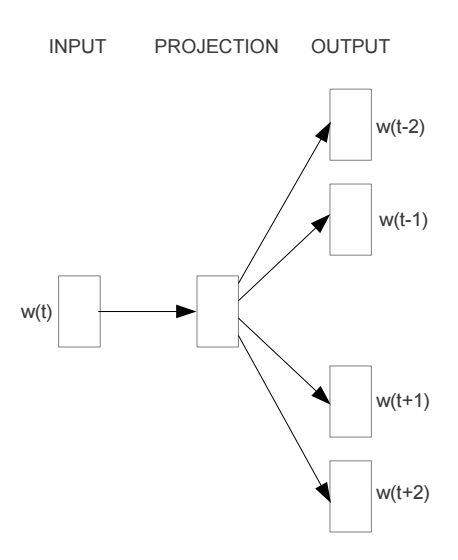 INPUT PROJECTION OUTPUT
w(t-2)
w(t-1)
w(t)
w(t+1)
w(t+2)